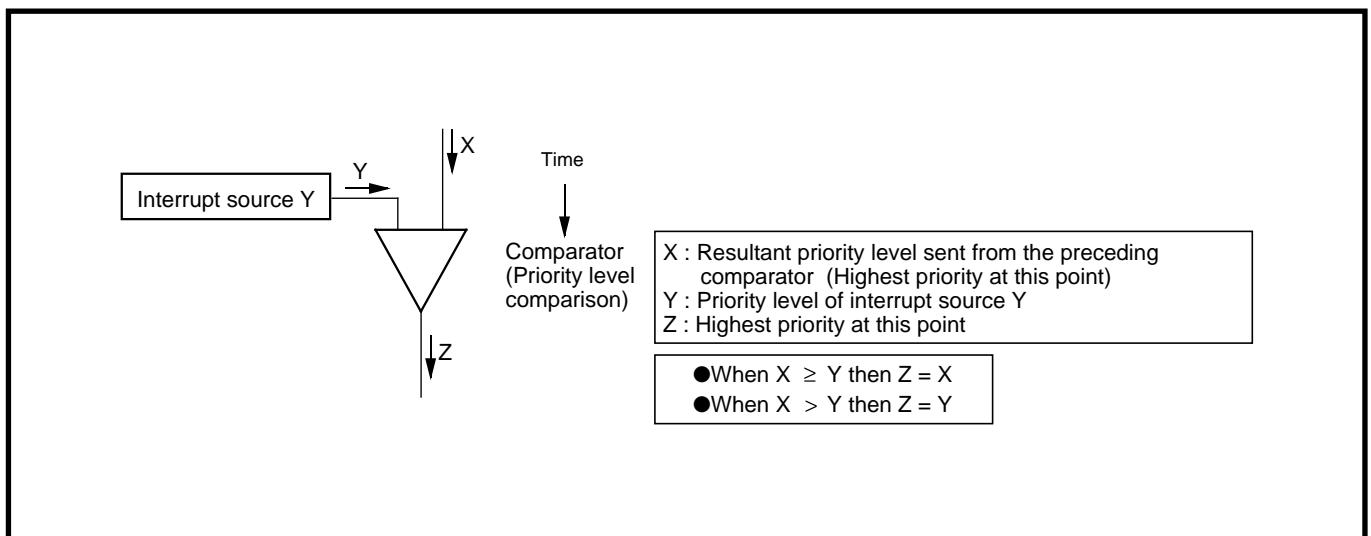 X
Time
Y
Interrupt source Y
Comparator
(Priority level
comparison)
X : Resultant priority level sent from the preceding
comparator (Highest priority at this point)
Y : Priority level of interrupt source Y
Z : Highest priority at this point
Z
●When X ≥ Y then Z = X
●When X > Y then Z = Y